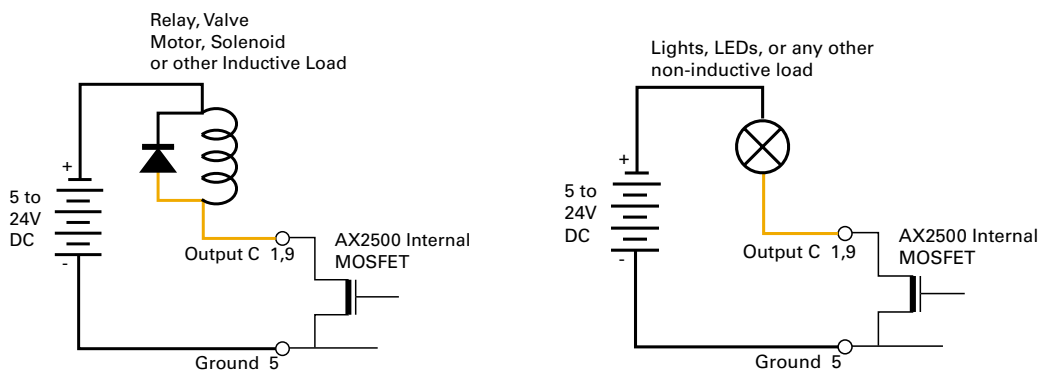 Relay, Valve
Motor, Solenoid
or other Inductive Load
+
5 to
24V
DC
-
Output C 1,9
AX2500 Internal
MOSFET
Ground 5
Lights, LEDs, or any other
non-inductive load
+
5 to
24V
DC
-
Output C 1,9
AX2500 Internal
MOSFET
Ground 5